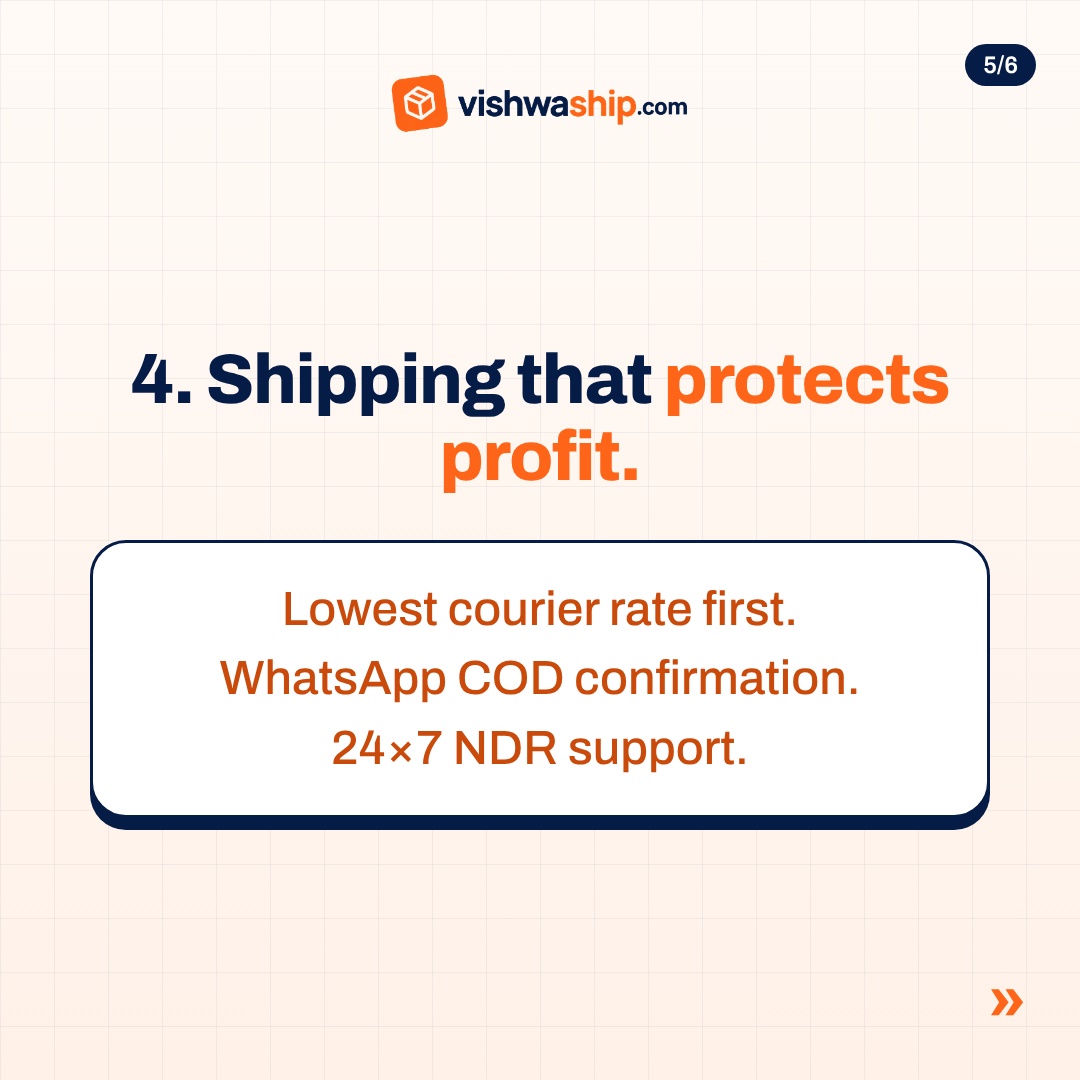 5/6
vishwaship.com
4. Shipping that protects
profit.
Lowest courier rate first.
WhatsApp COD confirmation.
24×7 NDR support.
»